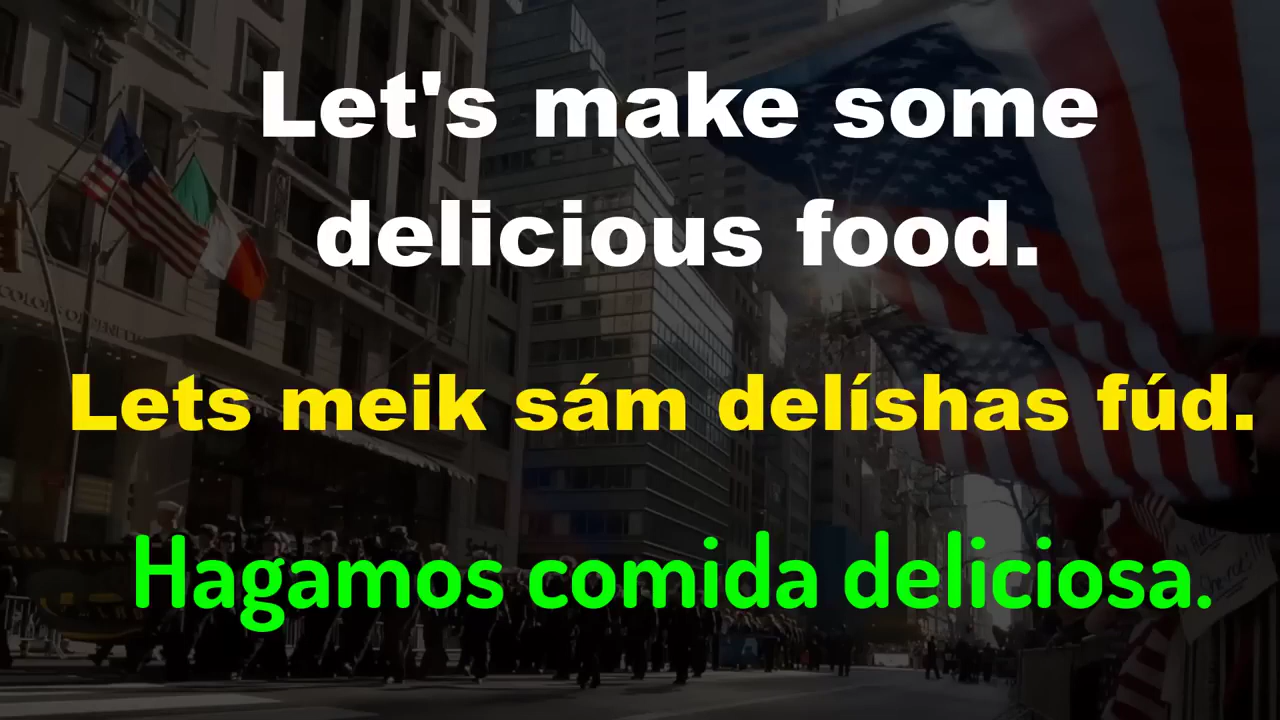 Let's make some
delicious food.
Lets meik sám delíshas fúd.
Hagamos comida deliciosa.